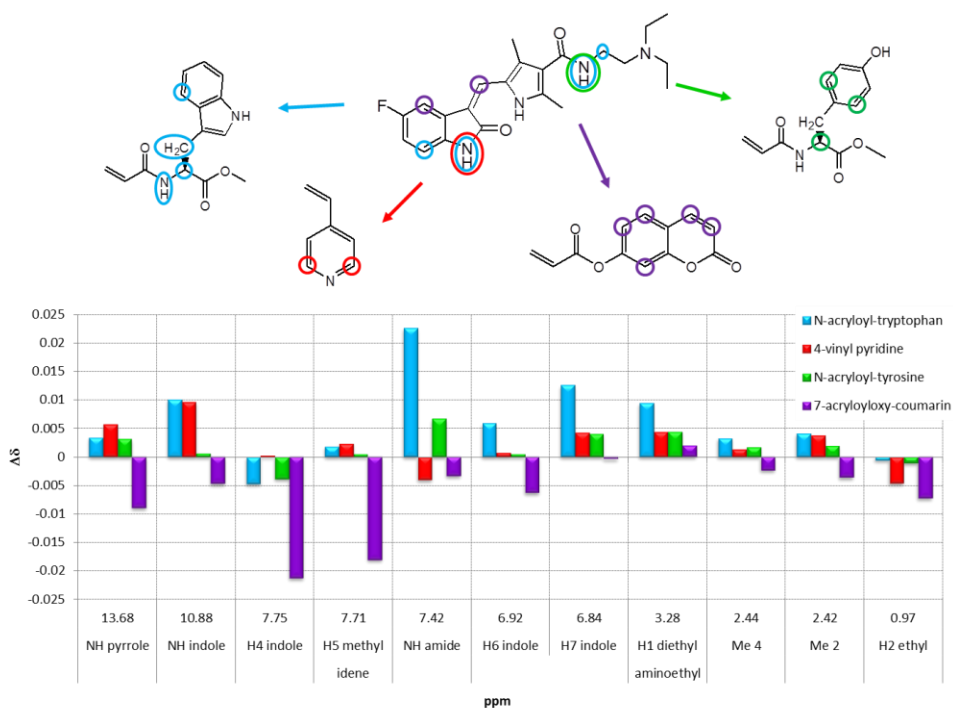 O
N
OH
N
H
F
N
H
O
N
H
N
H
H₂C
O
N
H
O
O
H₂C
O
N
H
O
O
N
O
O
O
O
0.025
0.02
0.015
0.01
0.005
0
-0.005
-0.01
-0.015
-0.02
-0.025
Δδ
N-acryloyl-tryptophan
4-vinyl pyridine
N-acryloyl-tyrosine
7-acryloyloxy-coumarin
13.68 10.88 7.75 7.71 7.42 6.92 6.84 3.28 2.44 2.42 0.97
NH pyrrole NH indole H4 indole H5 methyl NH amide H6 indole H7 indole H1 diethyl Me 4 Me 2 H2 ethyl
idene aminoethyl
ppm